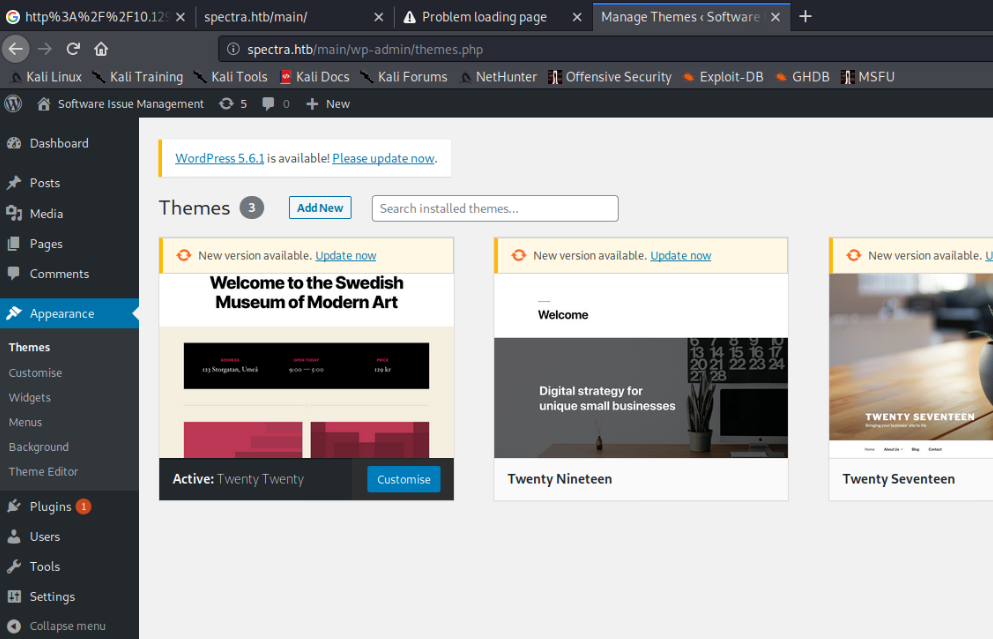 http%3A%2F%2F10.129
spectra.htb/main/
Problem loading page
Manage Themes ‹ Software
spectra.htb/main/wp-admin/themes.php
Kali Linux
Kali Training
Kali Tools
Kali Docs
Kali Forums
NetHunter
Offensive Security
Exploit-DB
GHDB
MSFU
Software Issue Management
5
0
New
Dashboard
Posts
Media
Pages
Comments
Appearance
Themes
Customise
Widgets
Menus
Background
Theme Editor
Plugins 1
Users
Tools
Settings
Collapse menu
WordPress 5.6.1 is available! Please update now.
Themes 3
Add New
Search installed themes...
New version available. Update now
Welcome to the Swedish
Museum of Modern Art
ADDRESS
123 Storgatan, Umeå
OPEN TODAY
9:00 — 5:00
PRICE
129 kr
Active: Twenty Twenty
Customise
New version available. Update now
Welcome
Digital strategy for
unique small businesses
Twenty Nineteen
New version available. U
TWENTY SEVENTEEN
Home
About Us
Blog
Contact
Twenty Seventeen